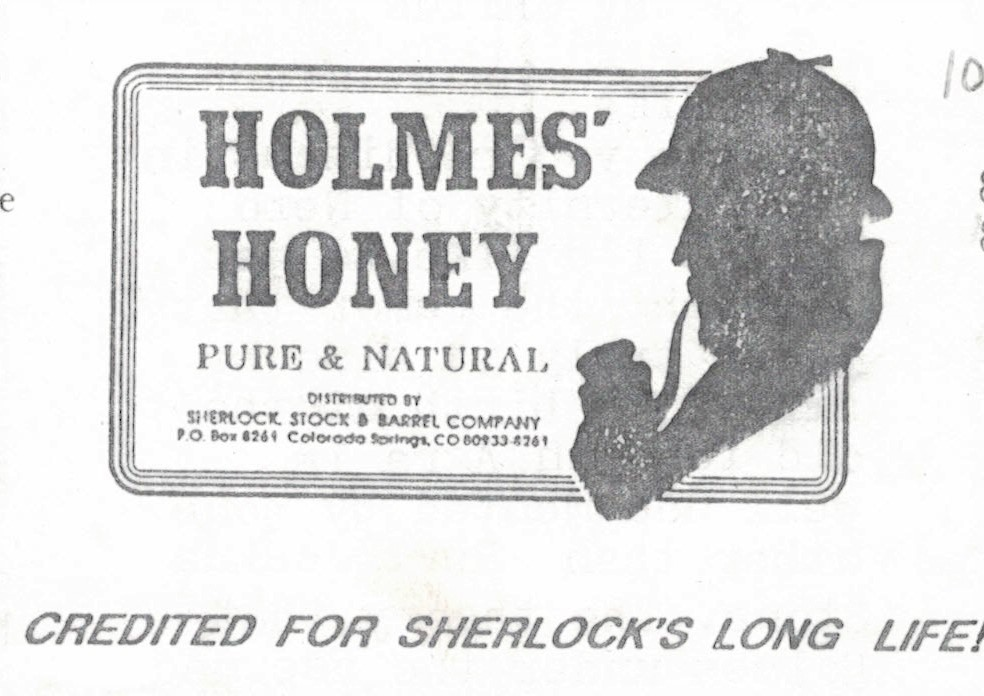 HOLMES'
HONEY
PURE & NATURAL
DISTRIBUTED BY
SHERLOCK, STOCK & BARREL COMPANY
P.O. Box 8261 Colorado Springs, CO 80933-8261
CREDITED FOR SHERLOCK'S LONG LIFE!
10
e